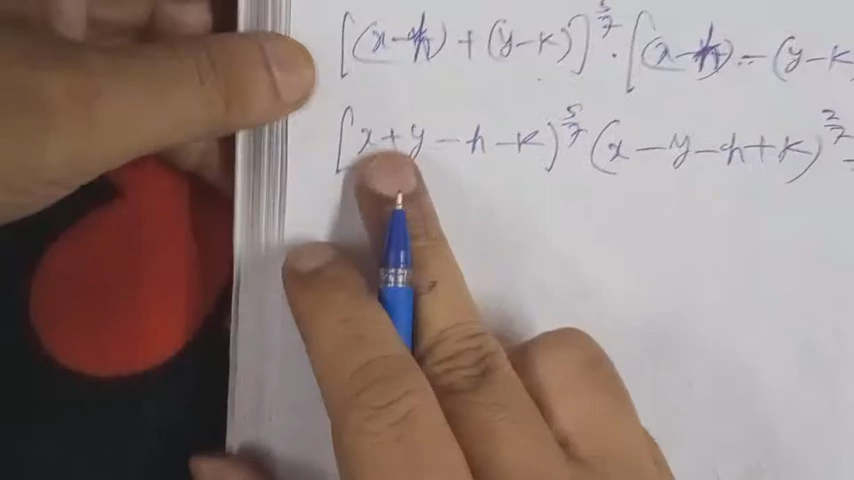 [(x-h)+(y-k)]^{5/7} . [(x-h)-(y-k
[x+y-h-k)^{5/7} (x-y-h+k)^{2/7} =